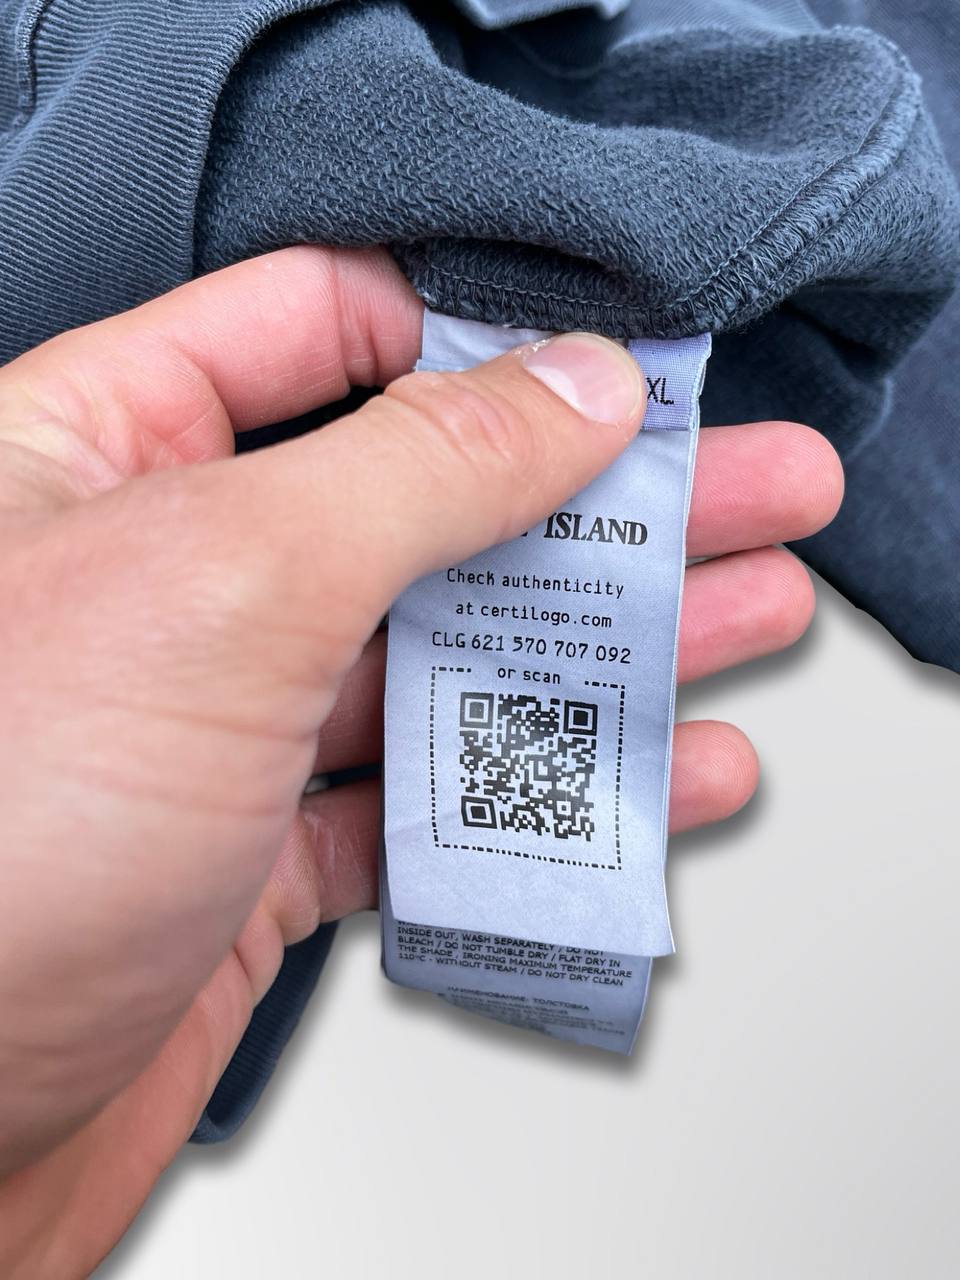 XL
ISLAND
Check authenticity
at certilogo.com
CLG 621 570 707 092
or scan
INSIDE OUT, WASH SEPARATELY / DO NOT
BLEACH / DO NOT TUMBLE DRY / FLAT DRY IN
THE SHADE , IRONING MAXIMUM TEMPERATURE
110°C - WITHOUT STEAM / DO NOT DRY CLEAN
НАИМЕНОВАНИЕ: ТОЛСТОВКА